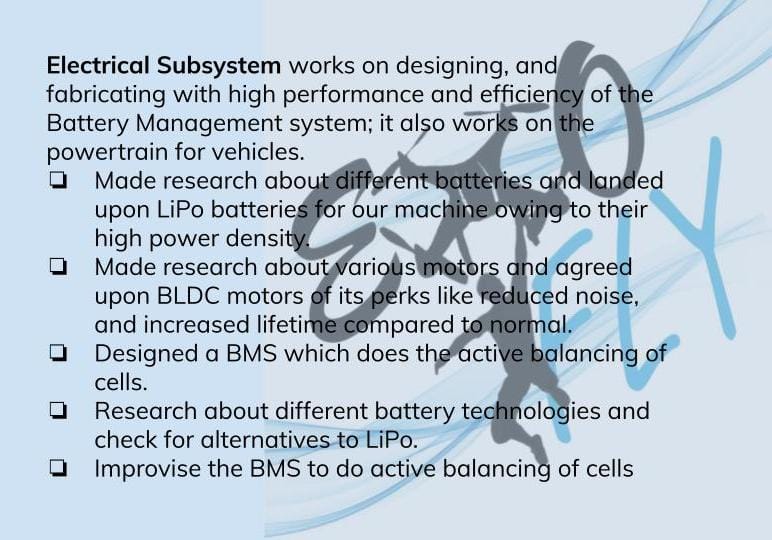 Electrical Subsystem works on designing, and
fabricating with high performance and efficiency of the
Battery Management system; it also works on the
powertrain for vehicles.
❏ Made research about different batteries and landed
upon LiPo batteries for our machine owing to their
high power density.
❏ Made research about various motors and agreed
upon BLDC motors of its perks like reduced noise,
and increased lifetime compared to normal.
❏ Designed a BMS which does the active balancing of
cells.
❏ Research about different battery technologies and
check for alternatives to LiPo.
❏ Improvise the BMS to do active balancing of cells
FLY